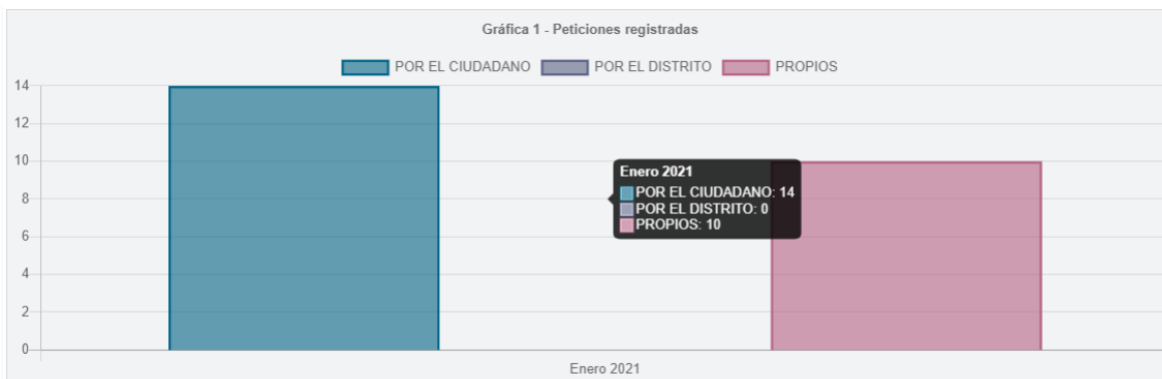 Gráfica 1 - Peticiones registradas
POR EL CIUDADANO POR EL DISTRITO PROPIOS
14
12
10
8
6
4
2
0
Enero 2021
POR EL CIUDADANO: 14
POR EL DISTRITO: 0
PROPIOS: 10
Enero 2021